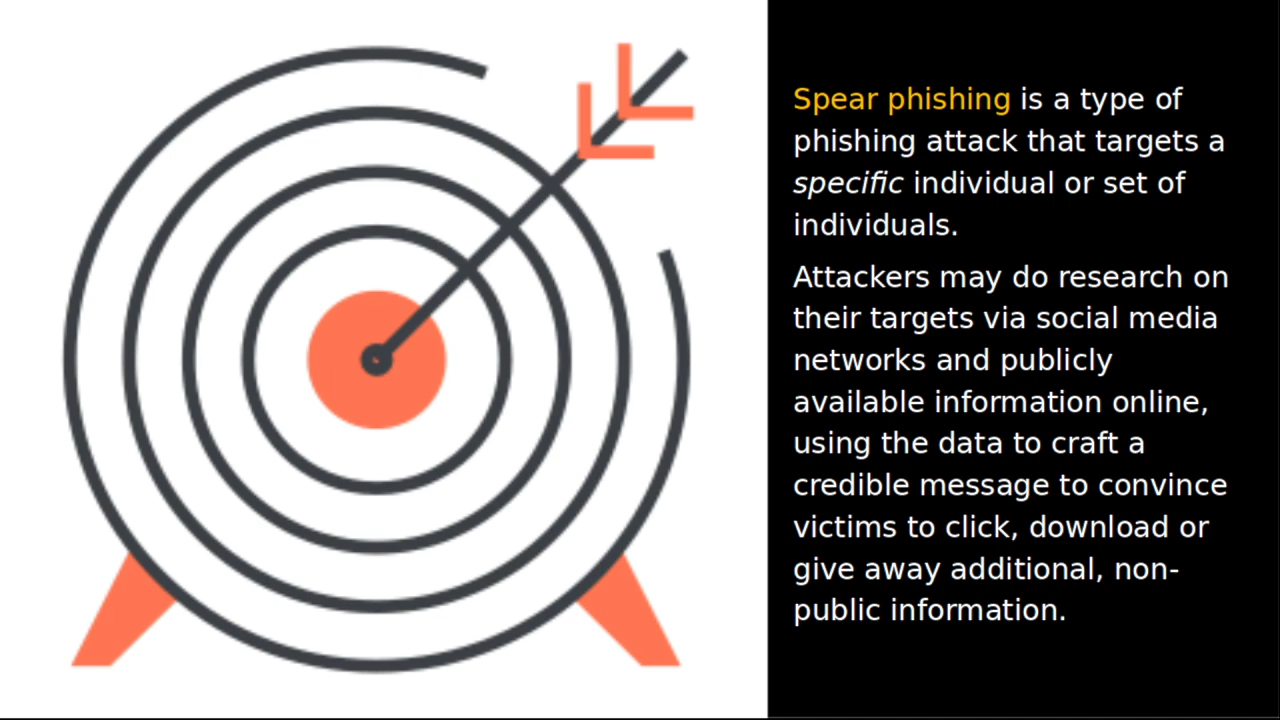 Spear phishing is a type of
phishing attack that targets a
specific individual or set of
individuals.
Attackers may do research on
their targets via social media
networks and publicly
available information online,
using the data to craft a
credible message to convince
victims to click, download or
give away additional, non-
public information.